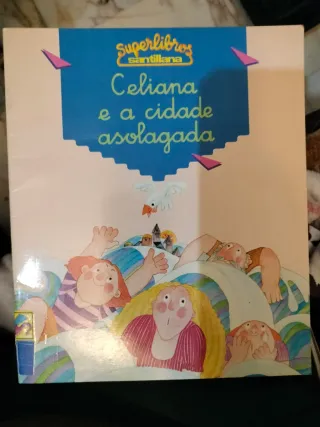 Superlibros
santillana
Celiana
e a cidade
asolagada